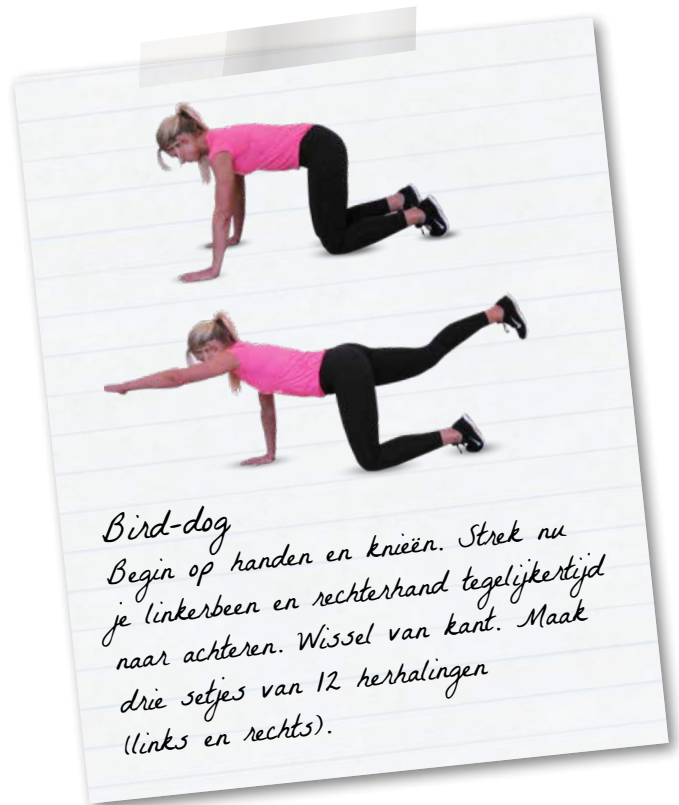 Bird-dog
Begin op handen en knieën. Strek nu
je linkerbeen en rechterhand tegelijkertijd
naar achteren. Wissel van kant. Maak
drie setjes van 12 herhalingen
(links en rechts).